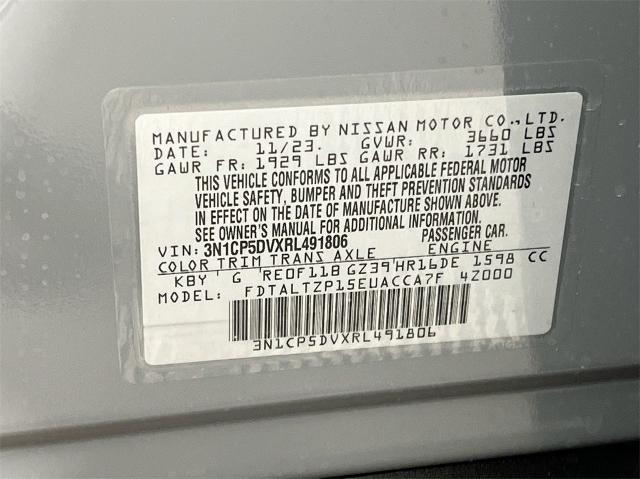 MANUFACTURED BY NISSAN MOTOR CO.,LTD.
DATE: 11/23. GVWR: 3660 LBS
GAWR FR: 1929 LBS GAWR RR: 1731 LBS
THIS VEHICLE CONFORMS TO ALL APPLICABLE FEDERAL MOTOR
VEHICLE SAFETY, BUMPER AND THEFT PREVENTION STANDARDS
IN EFFECT ON THE DATE OF MANUFACTURE SHOWN ABOVE.
SEE OWNER'S MANUAL FOR ADDITIONAL INFORMATION.
VIN: 3N1CP5DVXRL491806 PASSENGER CAR.
COLOR TRIM TRANS AXLE ENGINE
KBY G RE0F11B GZ39 HR16DE 1598 CC
MODEL: FDTALTZP15EUACCA7F 4Z000
3N1CP5DVXRL491806